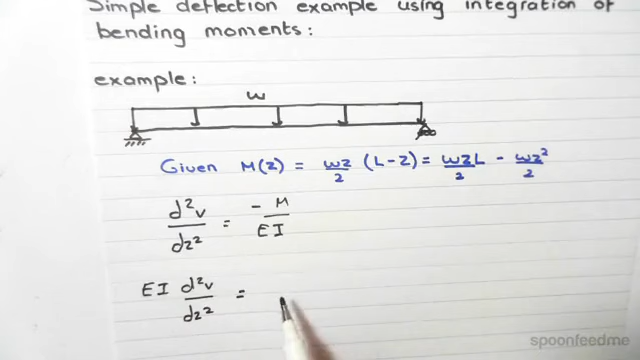 Simple deflection example using integration of
bending moments:
example:
w
Given M(z) = wz/2 (L-z) = wzL/2 - wz²/2
d²v/dz² = -M/EI
EI d²v/dz² =
spoonfeedme